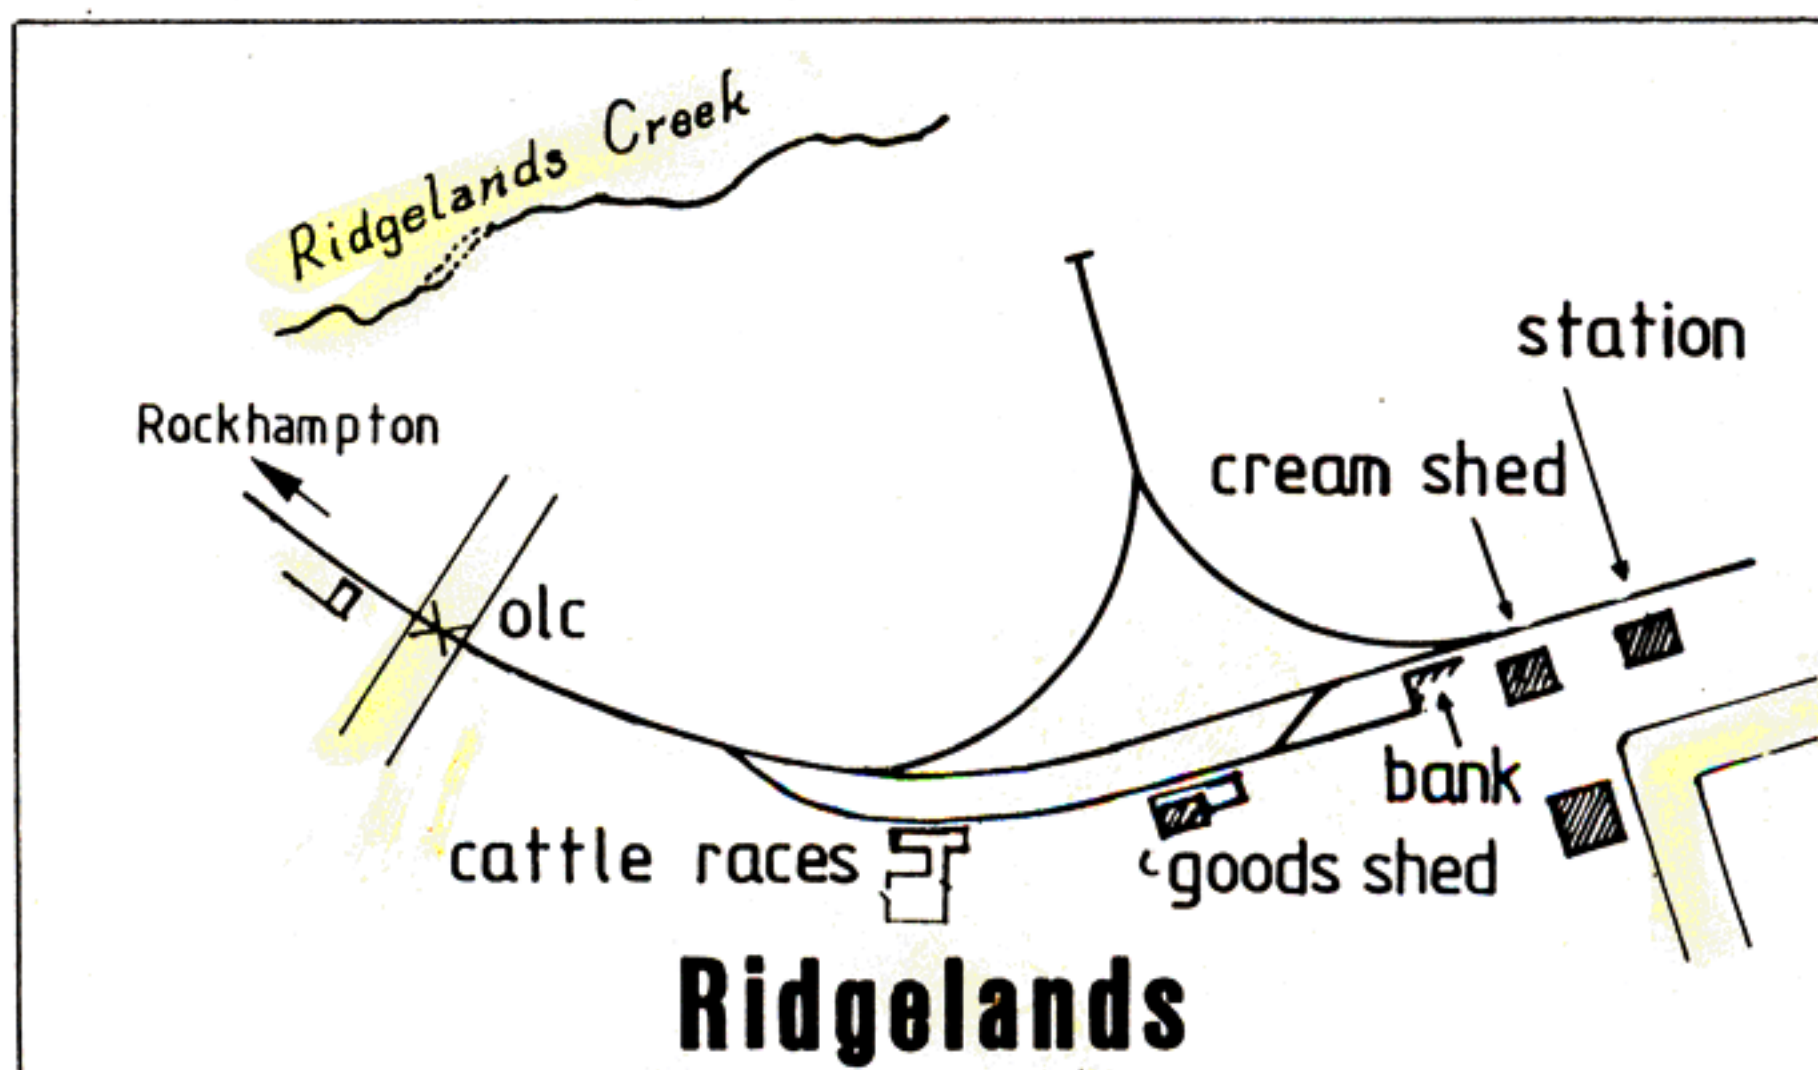 Ridgelands Creek
station
Rockhampton
cream shed
olc
bank
cattle races
goods shed
Ridgelands